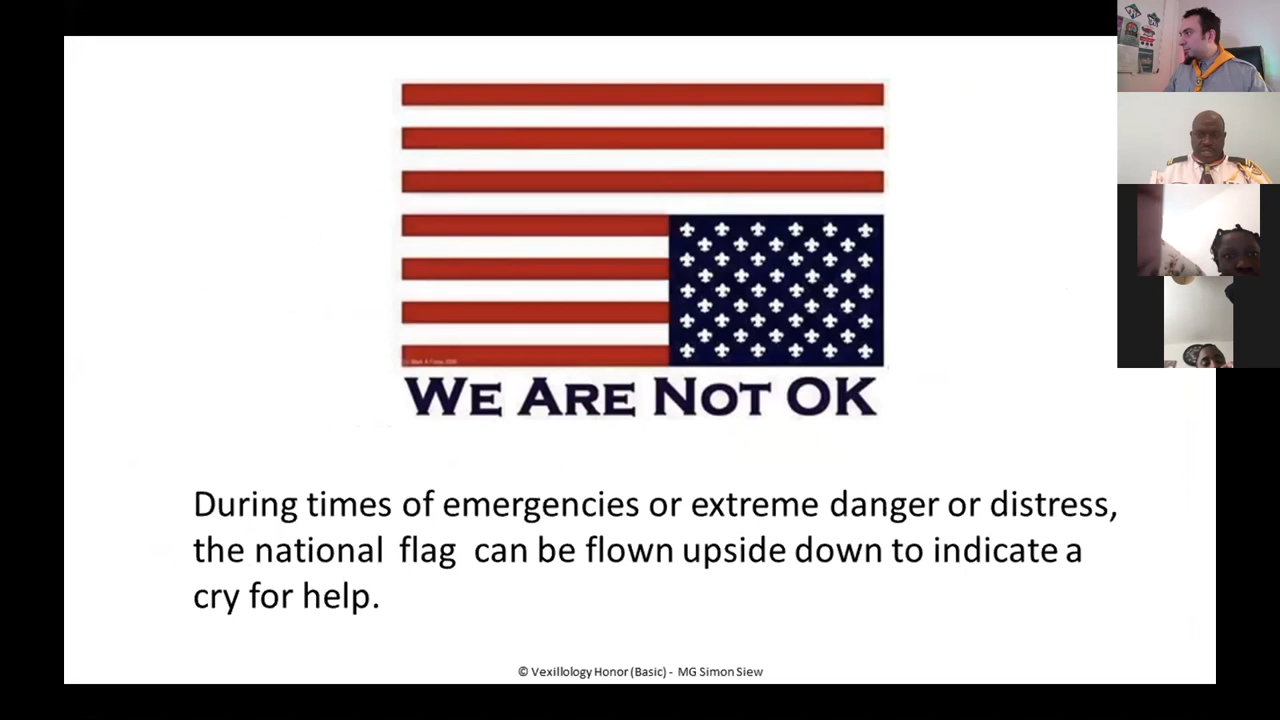 WE ARE NOT OK
During times of emergencies or extreme danger or distress,
the national flag can be flown upside down to indicate a
cry for help.
© Vexillology Honor (Basic) - MG Simon Siew